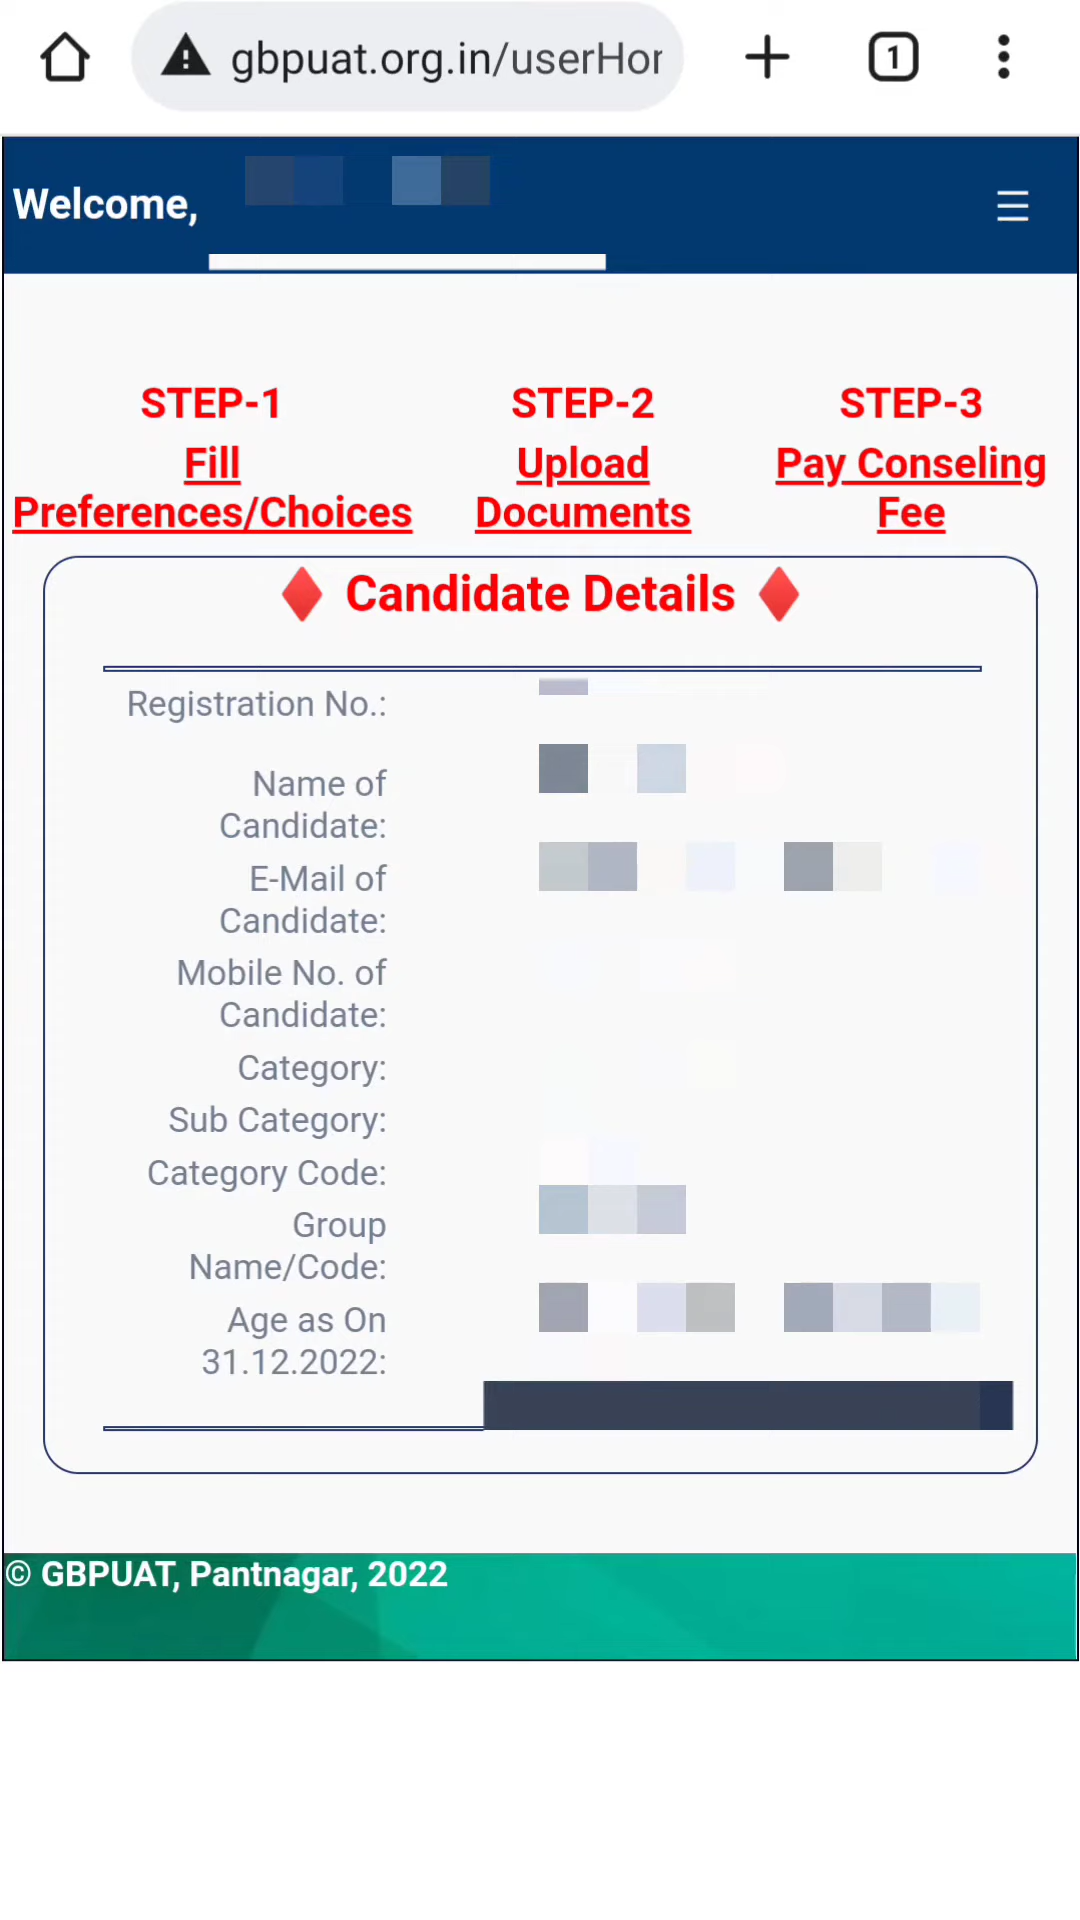 gbpuat.org.in/userHor
1
Welcome,
STEP-1
Fill
Preferences/Choices
STEP-2
Upload
Documents
STEP-3
Pay Conseling
Fee
♦ Candidate Details ♦
Registration No.:
Name of
Candidate:
E-Mail of
Candidate:
Mobile No. of
Candidate:
Category:
Sub Category:
Category Code:
Group
Name/Code:
Age as On
31.12.2022:
© GBPUAT, Pantnagar, 2022